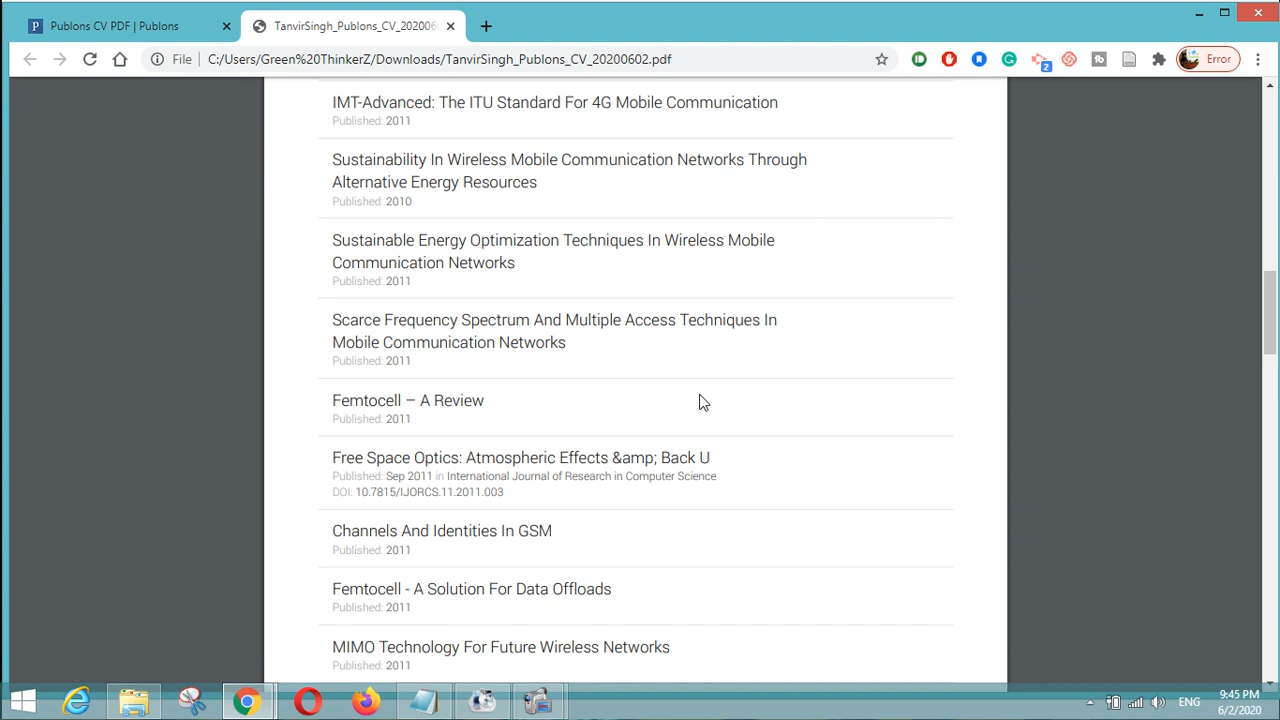 Publons CV PDF | Publons
TanvirSingh_Publons_CV_202006
File C:/Users/Green%20ThinkerZ/Downloads/TanvirSingh_Publons_CV_20200602.pdf
2
Error
IMT-Advanced: The ITU Standard For 4G Mobile Communication
Published: 2011
Sustainability In Wireless Mobile Communication Networks Through
Alternative Energy Resources
Published: 2010
Sustainable Energy Optimization Techniques In Wireless Mobile
Communication Networks
Published: 2011
Scarce Frequency Spectrum And Multiple Access Techniques In
Mobile Communication Networks
Published: 2011
Femtocell – A Review
Published: 2011
Free Space Optics: Atmospheric Effects &amp; Back U
Published: Sep 2011 in International Journal of Research in Computer Science
DOI: 10.7815/IJORCS.11.2011.003
Channels And Identities In GSM
Published: 2011
Femtocell - A Solution For Data Offloads
Published: 2011
MIMO Technology For Future Wireless Networks
Published: 2011
ENG
9:45 PM
6/2/2020